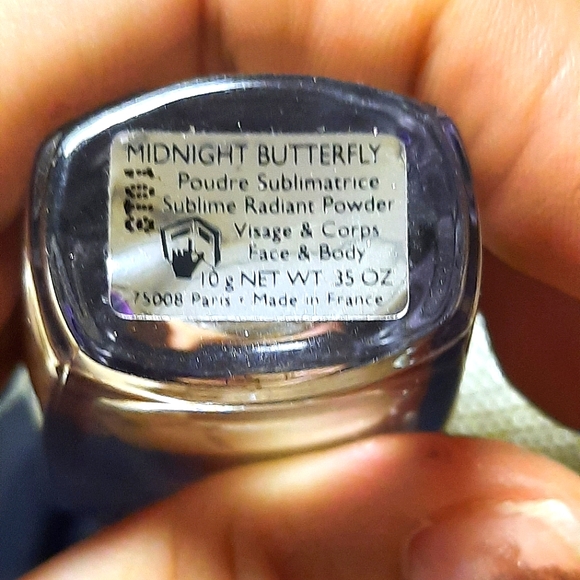 MIDNIGHT BUTTERFLY
Poudre Sublimatrice
Sublime Radiant Powder
Visage & Corps
Face & Body
10 g NET WT .35 OZ
75008 Paris • Made in France